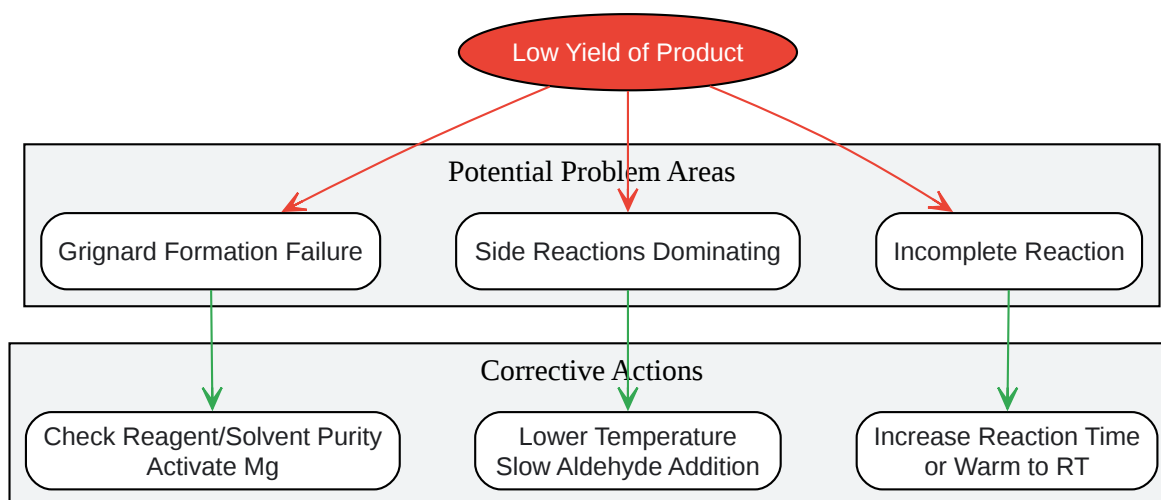 Low Yield of Product
Potential Problem Areas
Grignard Formation Failure
Side Reactions Dominating
Incomplete Reaction
Corrective Actions
Check Reagent/Solvent Purity
Activate Mg
Lower Temperature
Slow Aldehyde Addition
Increase Reaction Time
or Warm to RT